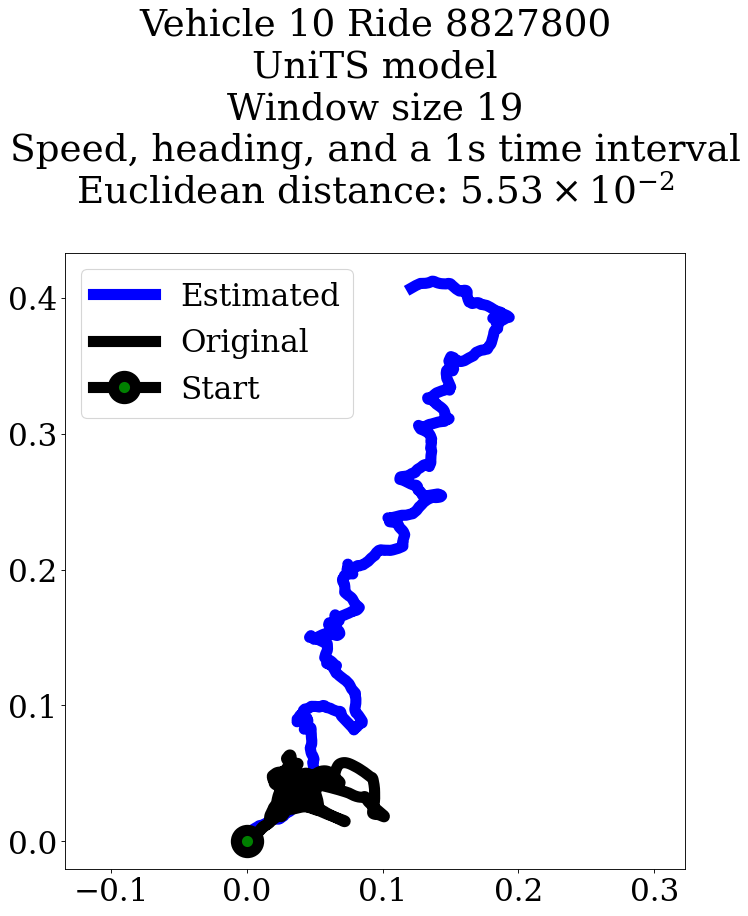 Vehicle 10 Ride 8827800
UniTS model
Window size 19
Speed, heading, and a 1s time interval
Euclidean distance: 5.53 × 10⁻²
Estimated
Original
Start
0.4
0.3
0.2
0.1
0.0
−0.1 0.0 0.1 0.2 0.3